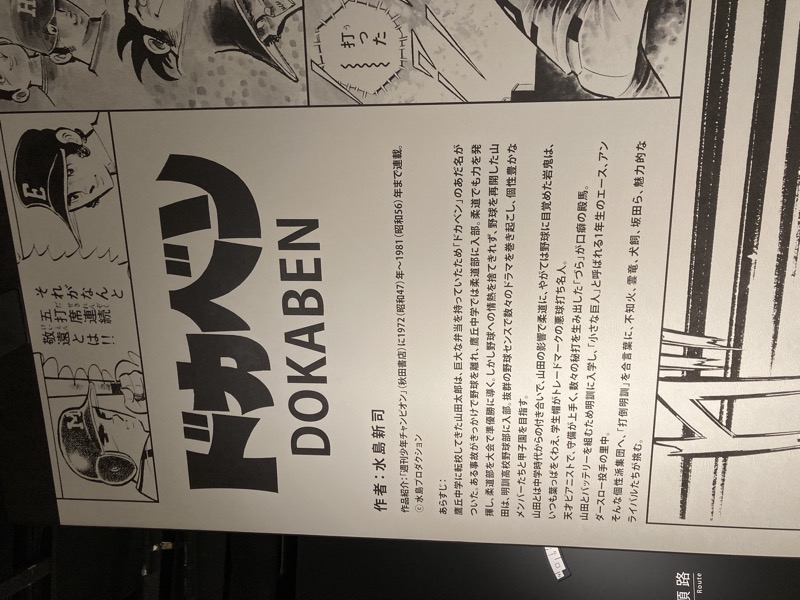 打った
それがなんと
五打席連続
敬遠とは!!
ドカベン
DOKABEN
作者：水島新司
作品紹介：「週刊少年チャンピオン」（秋田書店）に1972（昭和47）年～1981（昭和56）年まで連載。
©水島プロダクション
あらすじ：
鷹丘中学に転校してきた山田太郎は、巨大な弁当を持っていたため「ドカベン」のあだ名が
ついた。ある事故がきっかけで野球を離れ、鷹丘中学では柔道部に入部。柔道でも力を発
揮し、柔道部を大会で準優勝に導く。しかし野球への情熱を捨てきれず、野球を再開した山
田は、明訓高校野球部に入部。抜群の野球センスで数々のドラマを巻き起こし、個性豊かな
メンバーたちと甲子園を目指す。
山田とは中学時代からの付き合いで、山田の影響で柔道に、やがては野球に目覚めた岩鬼は、
いつも葉っぱをくわえ、学生帽がトレードマークの悪球打ち名人。
天才ピアニストで、守備が上手く、数々の秘打を生み出した「づら」が口癖の殿馬。
山田とバッテリーを組むため明訓に入学し、「小さな巨人」と呼ばれる1年生のエース、アン
ダースロー投手の里中。
そんな個性派集団へ、「打倒明訓」を合言葉に、不知火、雲竜、犬飼、坂田ら、魅力的な
ライバルたちが挑む。
順路
Route